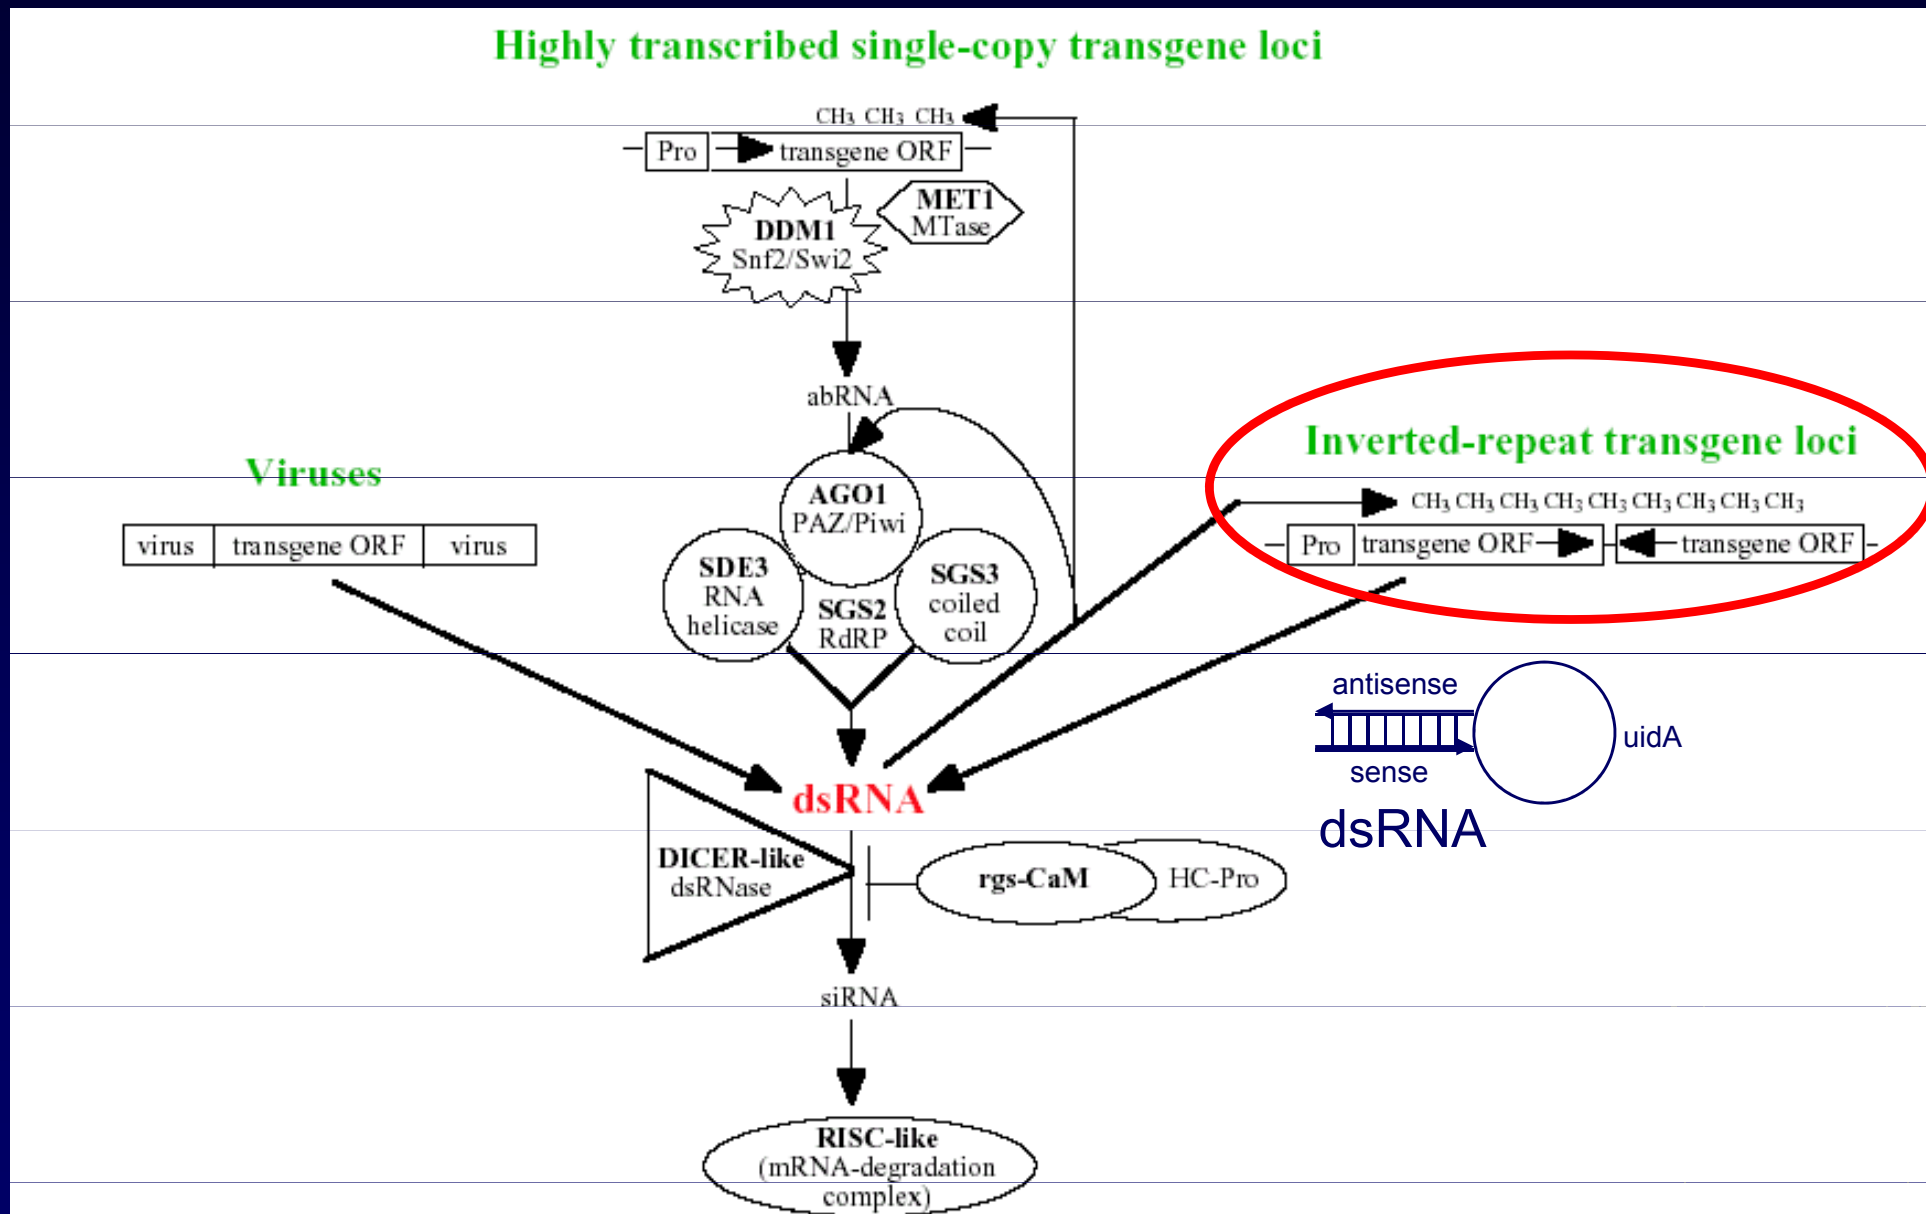 Highly transcribed single-copy transgene loci
CH₃ CH₃ CH₃
Pro transgene ORF
MET1
MTase
DDM1
Snf2/Swi2
abRNA
Viruses
virus transgene ORF virus
AGO1
PAZ/Piwi
SDE3
RNA
helicase
SGS2
RdRP
SGS3
coiled
coil
Inverted-repeat transgene loci
CH₃ CH₃ CH₃ CH₃ CH₃ CH₃ CH₃ CH₃ CH₃
Pro transgene ORF transgene ORF
antisense
sense
uidA
dsRNA
dsRNA
DICER-like
dsRNase
rgs-CaM
HC-Pro
siRNA
RISC-like
(mRNA-degradation
complex)